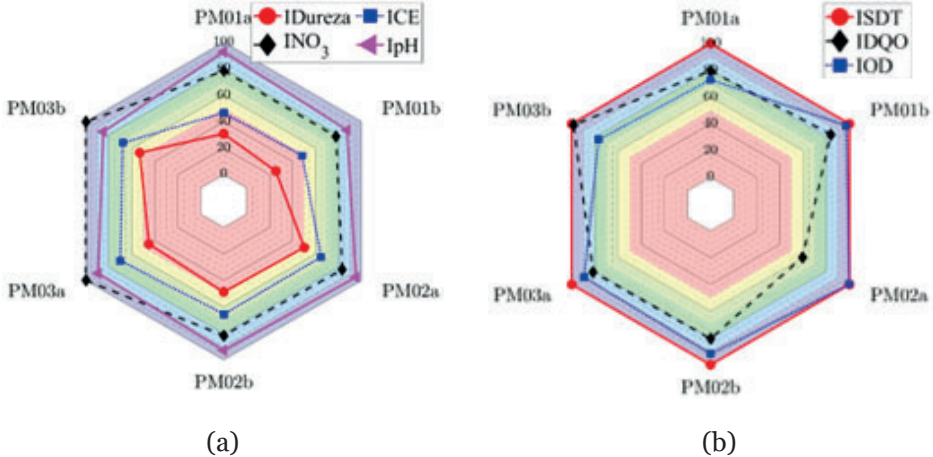 PM01a
IDureza
ICE
INO3
IpH
100
80
60
40
20
0
PM03b
PM01b
PM03a
PM02a
PM02b
(a)
PM01a
ISDT
IDQO
IOD
100
80
60
40
20
0
PM03b
PM01b
PM03a
PM02a
PM02b
(b)